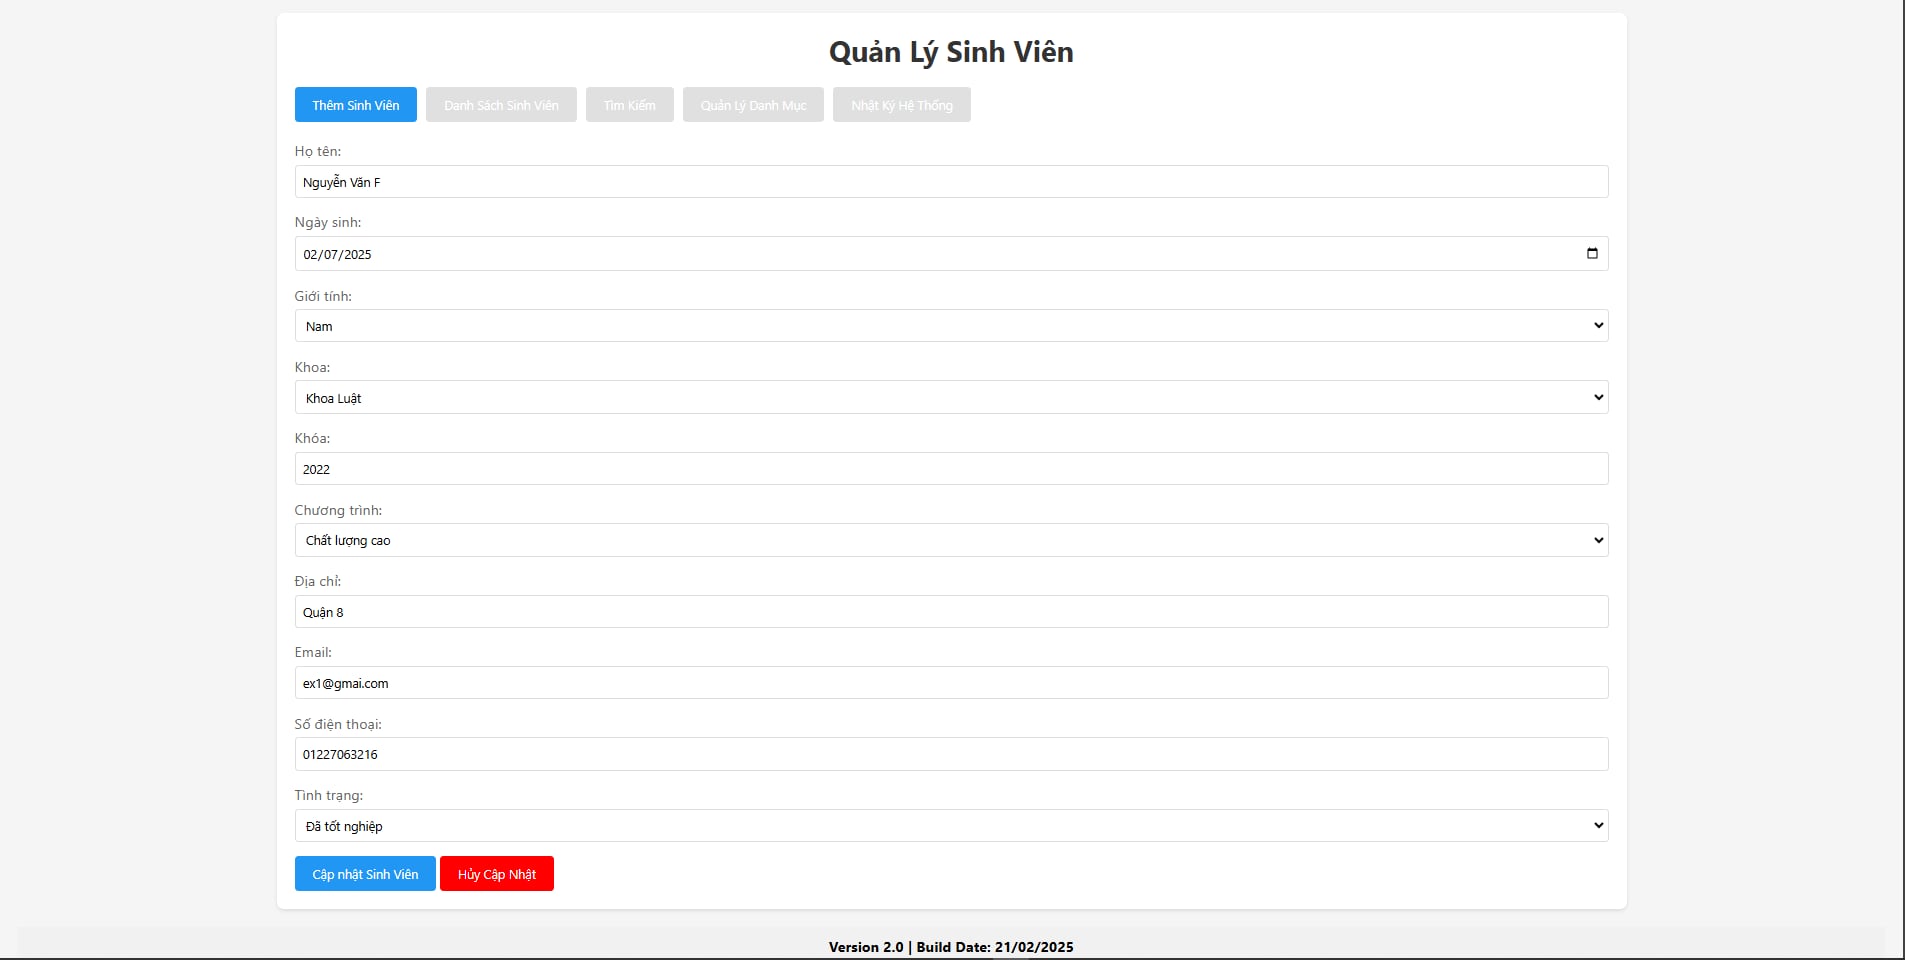 Quản Lý Sinh Viên
Thêm Sinh Viên Danh Sách Sinh Viên Tìm Kiếm Quản Lý Danh Mục Nhật Ký Hệ Thống
Họ tên:
Nguyễn Văn F
Ngày sinh:
02/07/2025
Giới tính:
Nam
Khoa:
Khoa Luật
Khóa:
2022
Chương trình:
Chất lượng cao
Địa chỉ:
Quận 8
Email:
ex1@gmai.com
Số điện thoại:
01227063216
Tình trạng:
Đã tốt nghiệp
Cập nhật Sinh Viên Hủy Cập Nhật
Version 2.0 | Build Date: 21/02/2025